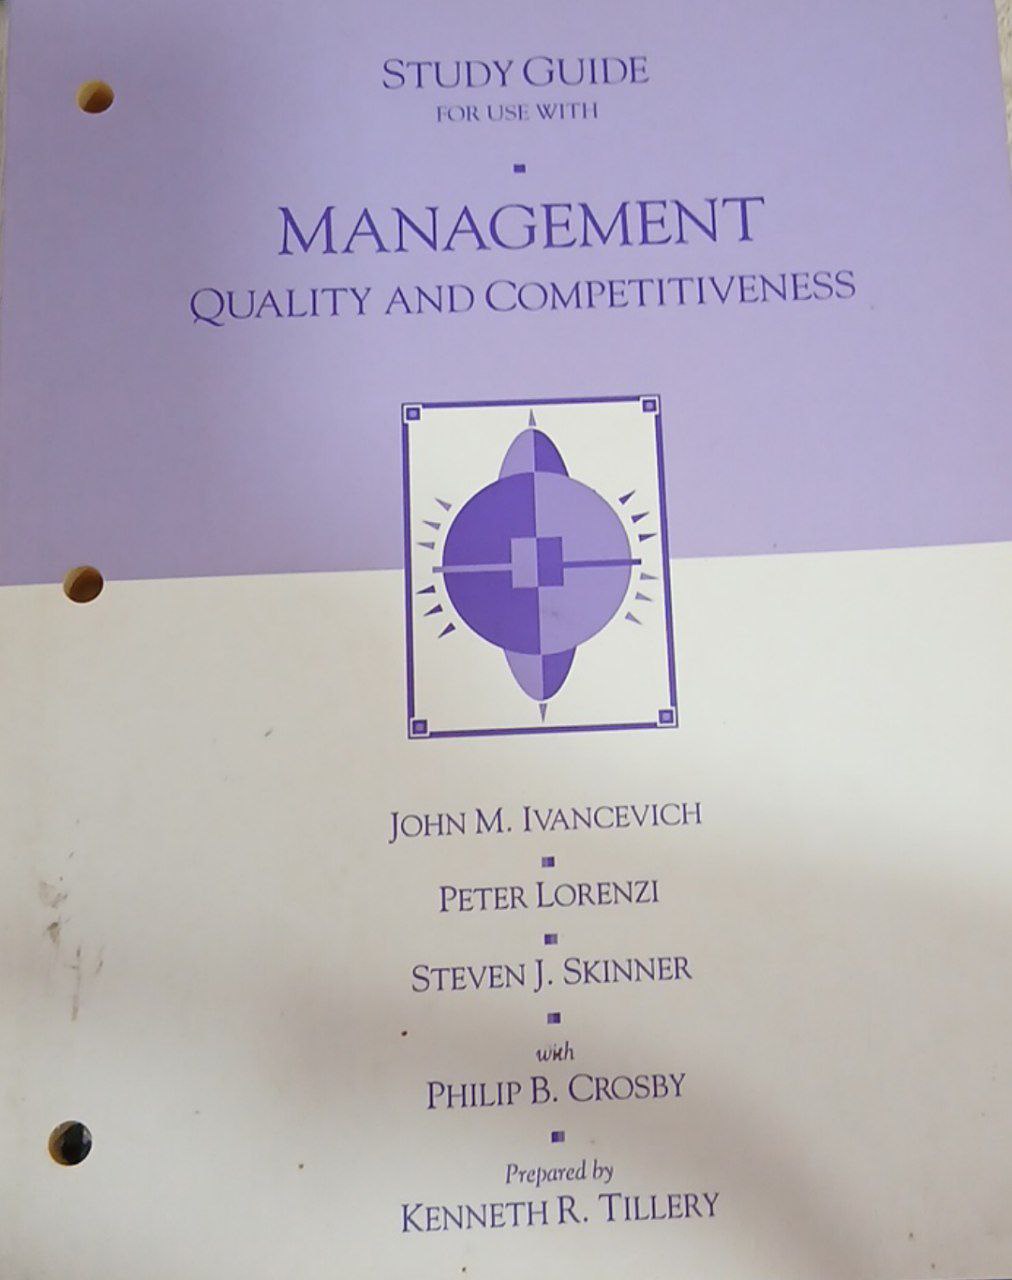 STUDY GUIDE
FOR USE WITH
MANAGEMENT
QUALITY AND COMPETITIVENESS
JOHN M. IVANCEVICH
PETER LORENZI
STEVEN J. SKINNER
with
PHILIP B. CROSBY
Prepared by
KENNETH R. TILLERY